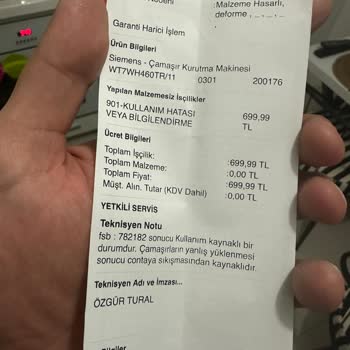 :Malzeme Hasarlı,
deforme , _ , _ , _
Garanti Harici İşlem
Ürün Bilgileri
Siemens - Çamaşır Kurutma Makinesi
WT7WH460TR/11 0301 200176
Yapılan Malzemesiz İşçilikler
901-KULLANIM HATASI 699,99
VEYA BİLGİLENDİRME TL
Ücret Bilgileri
Toplam İşçilik: :699,99 TL
Toplam Malzeme: :0,00 TL
Toplam Fiyat: :699,99 TL
Müşt. Alın. Tutar (KDV Dahil) :0,00 TL
YETKİLİ SERVİS
Teknisyen Notu
fsb : 782182 sonucu Kullanım kaynaklı bir
durumdur. Çamaşırların yanlış yüklenmesi
sonucu contaya sıkışmasından kaynaklıdır.
Teknisyen Adı ve İmzası...
ÖZGÜR TURAL